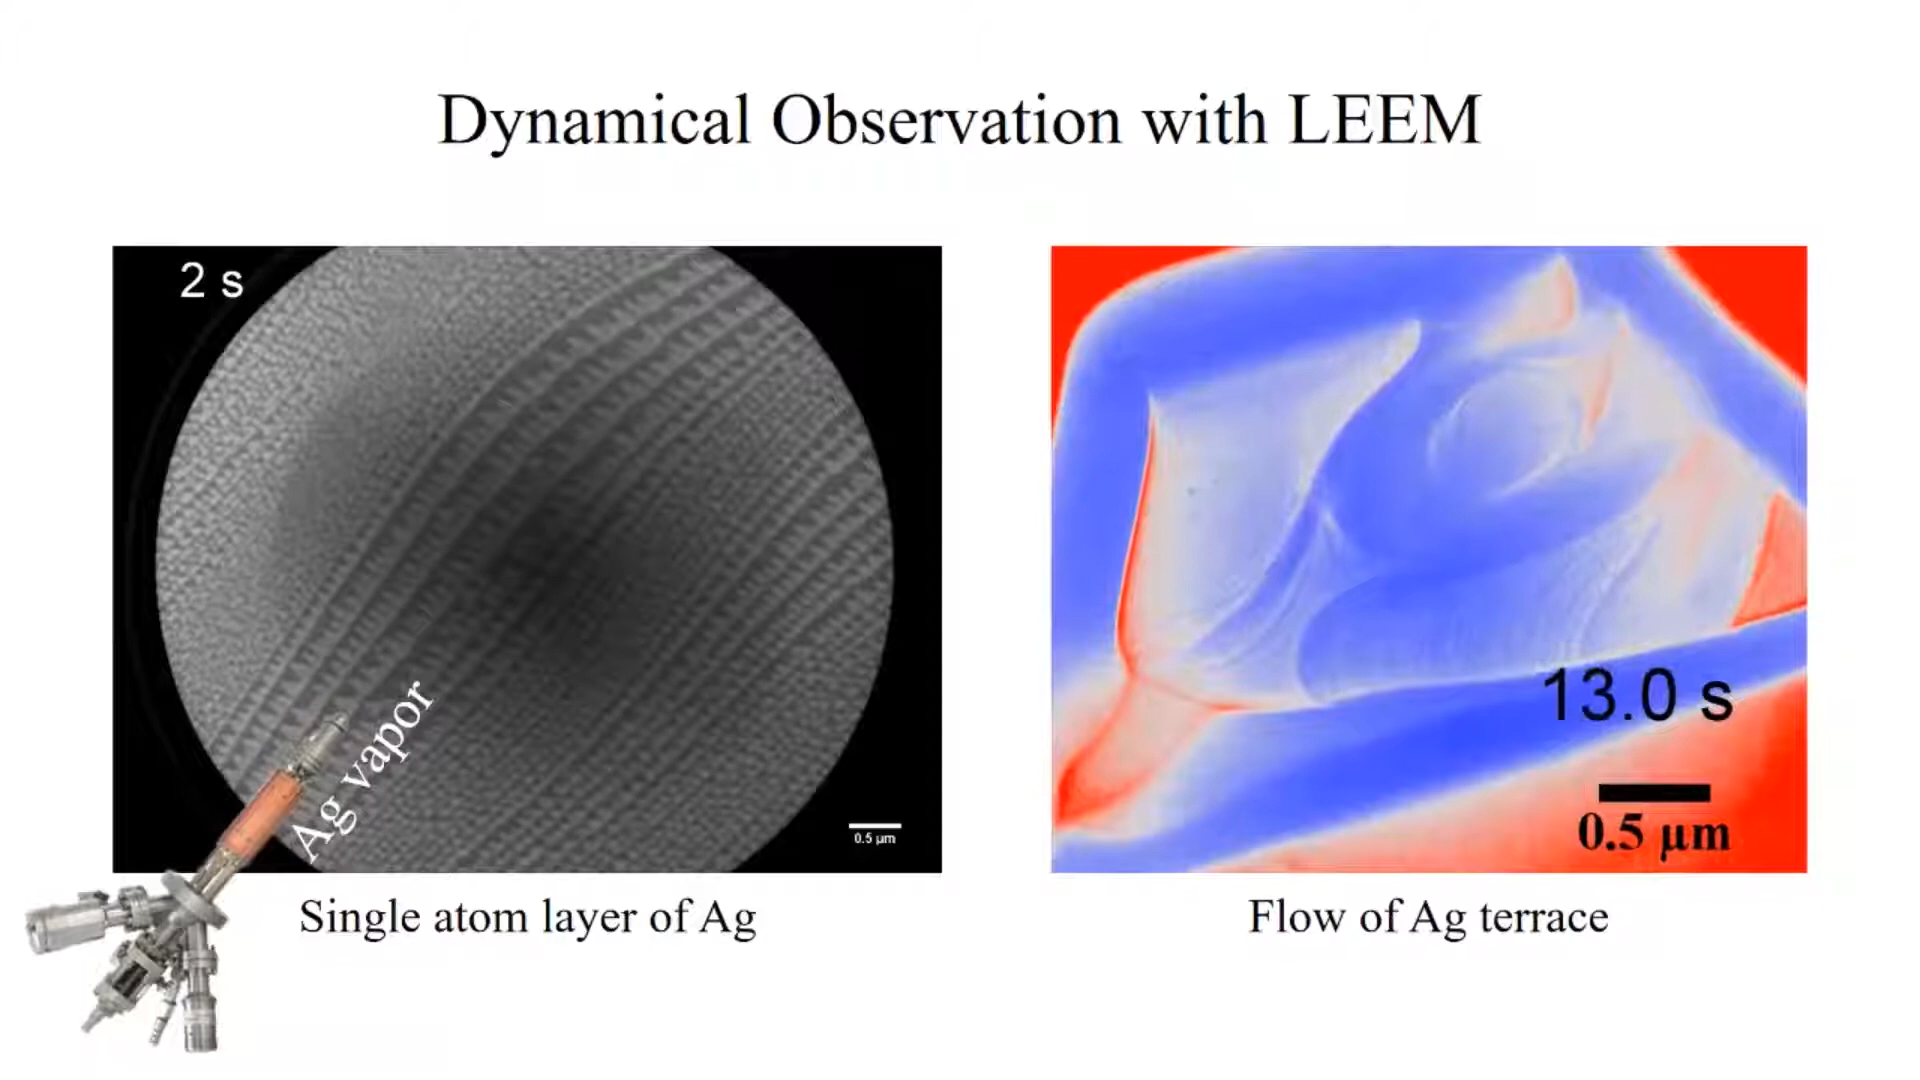 Dynamical Observation with LEEM
2 s
Ag vapor
0.5 μm
Single atom layer of Ag
13.0 s
0.5 μm
Flow of Ag terrace